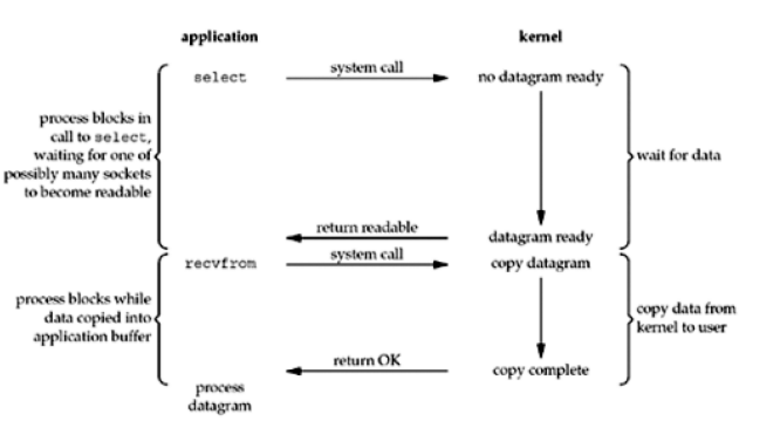 application
kernel
select
system call
no datagram ready
process blocks in
call to select,
waiting for one of
possibly many sockets
to become readable
wait for data
return readable
datagram ready
recvfrom
system call
copy datagram
process blocks while
data copied into
application buffer
copy data from
kernel to user
return OK
copy complete
process
datagram